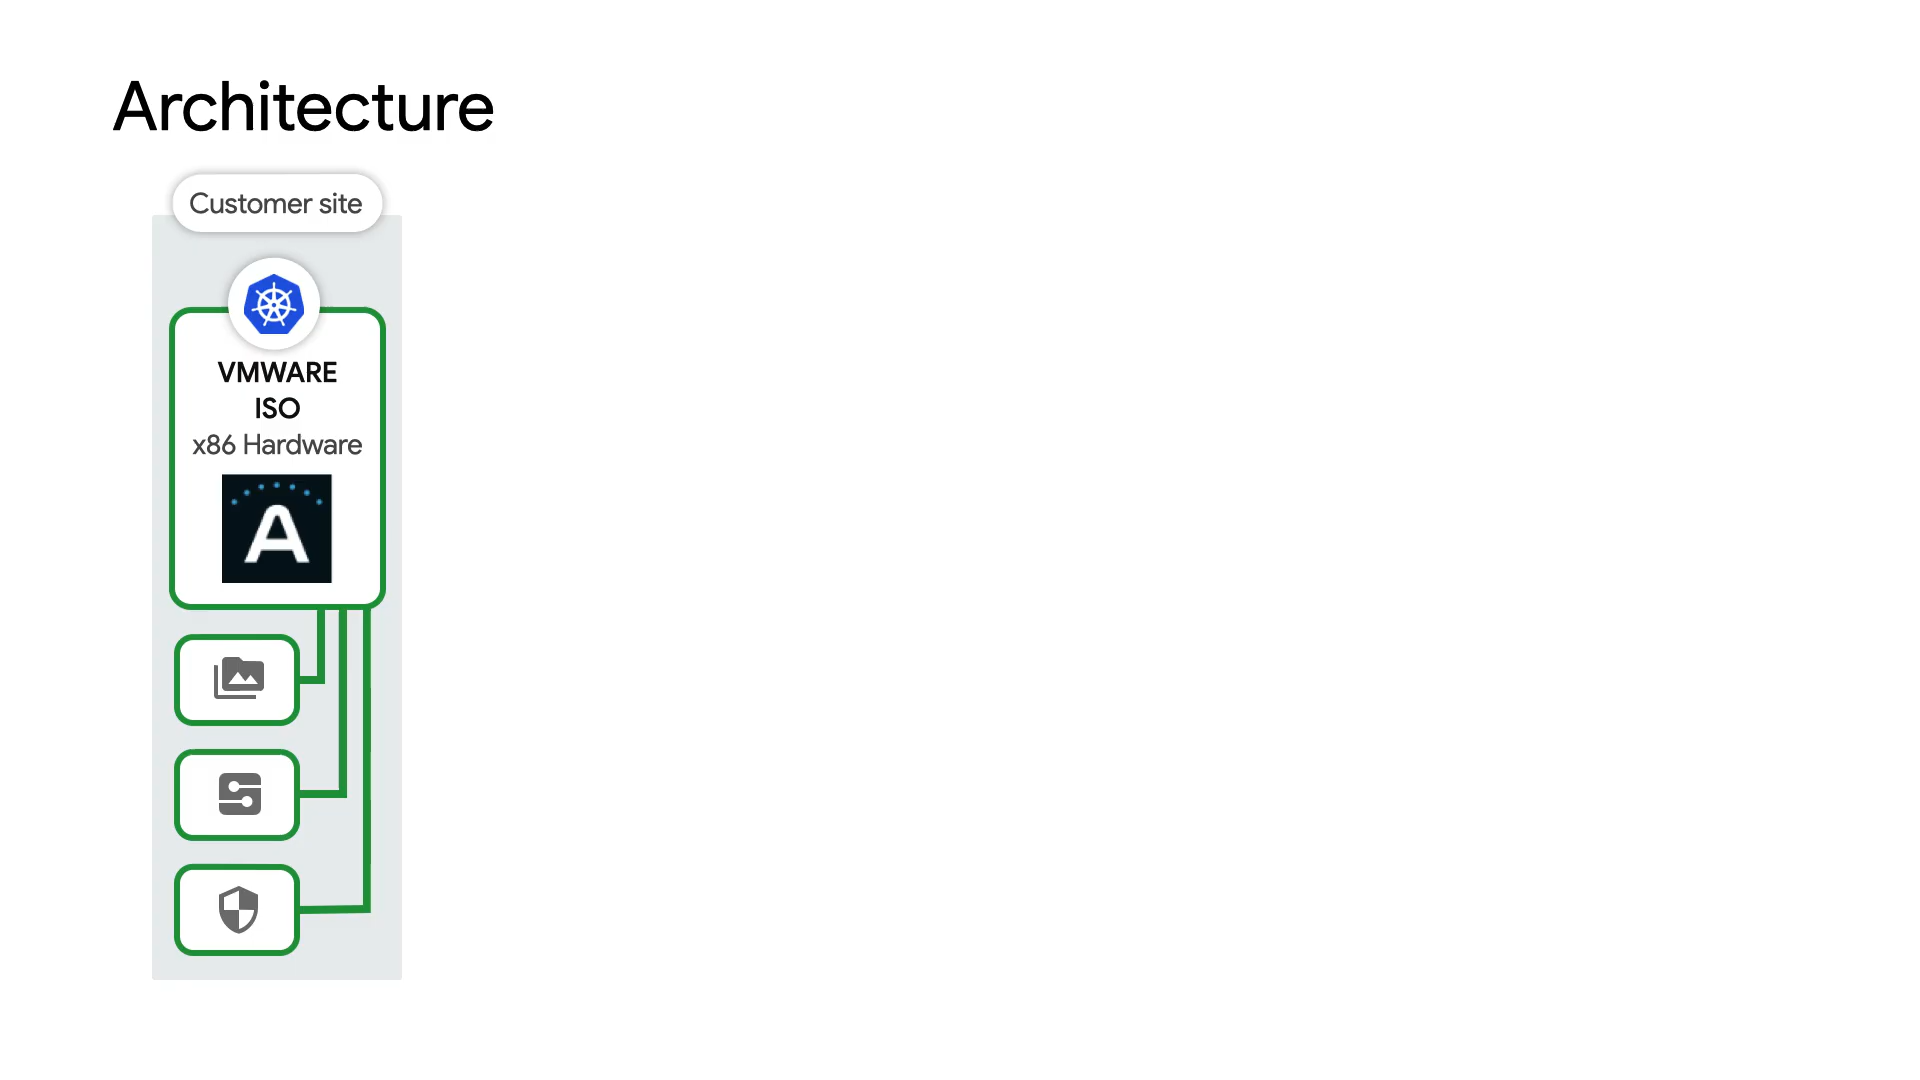 Architecture
Customer site
VMWARE
ISO
x86 Hardware
A